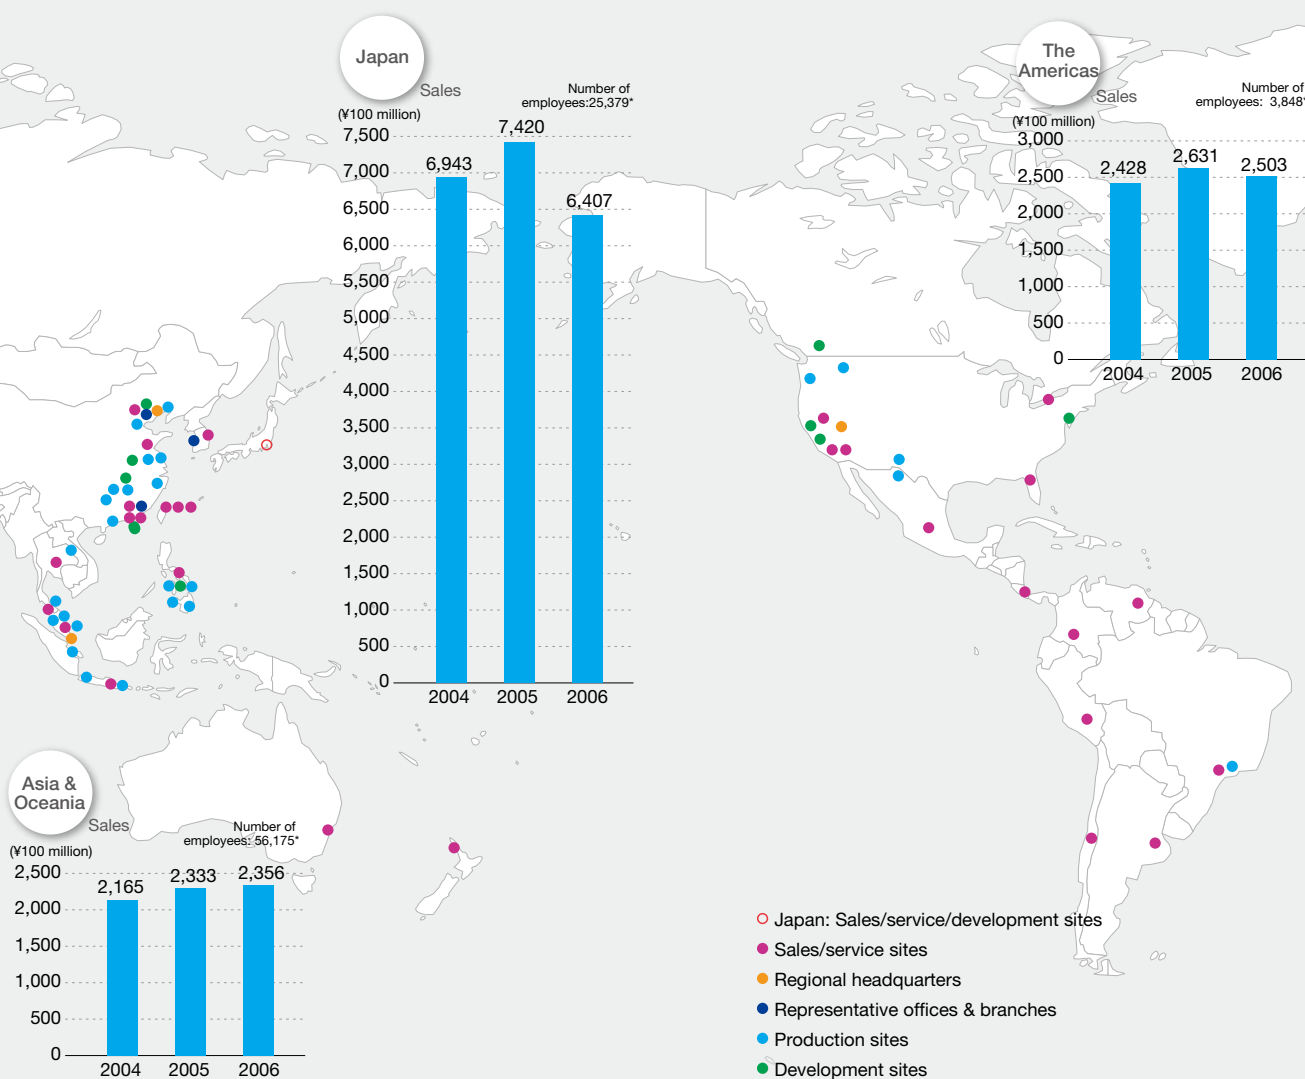 Japan
Sales
Number of
employees:25,379*
(¥100 million)
7,500
7,000
6,500
6,000
5,500
5,000
4,500
4,000
3,500
3,000
2,500
2,000
1,500
1,000
500
0
6,943
7,420
6,407
2004
2005
2006
The
Americas
Sales
Number of
employees: 3,848*
(¥100 million)
3,000
2,500
2,000
1,500
1,000
500
0
2,428
2,631
2,503
2004
2005
2006
Asia &
Oceania
Sales
Number of
employees: 56,175*
(¥100 million)
2,500
2,000
1,500
1,000
500
0
2,165
2,333
2,356
2004
2005
2006
Japan: Sales/service/development sites
Sales/service sites
Regional headquarters
Representative offices & branches
Production sites
Development sites